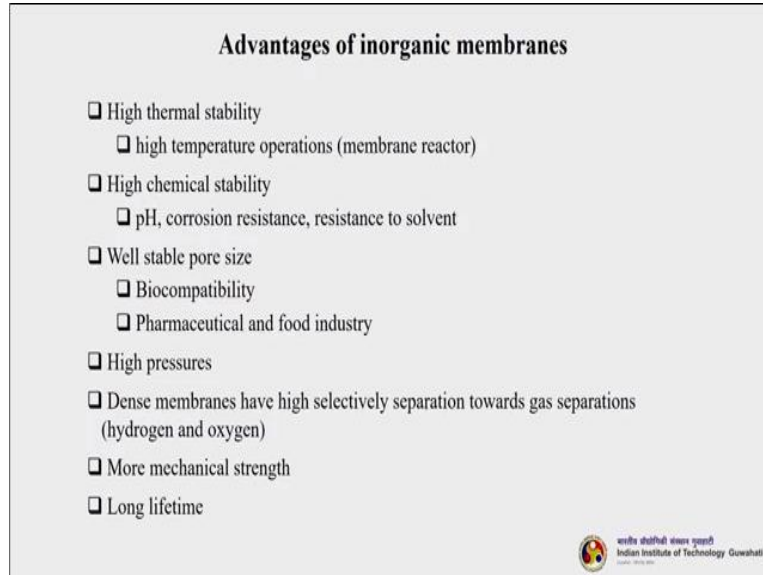 Advantages of inorganic membranes
❑ High thermal stability
❑ high temperature operations (membrane reactor)
❑ High chemical stability
❑ pH, corrosion resistance, resistance to solvent
❑ Well stable pore size
❑ Biocompatibility
❑ Pharmaceutical and food industry
❑ High pressures
❑ Dense membranes have high selectively separation towards gas separations
(hydrogen and oxygen)
❑ More mechanical strength
❑ Long lifetime
भारतीय प्रौद्योगिकी संस्थान गुवाहाटी
Indian Institute of Technology Guwahati